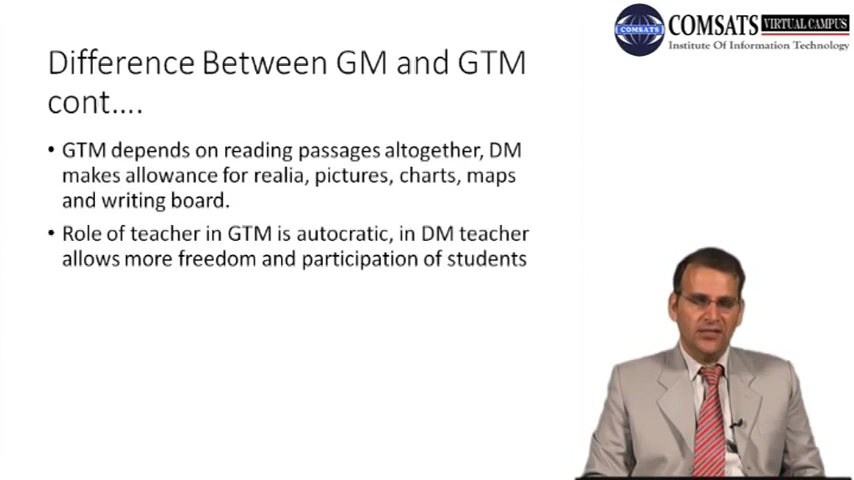 COMSATS VIRTUAL CAMPUS
COMSATS
Institute Of Information Technology
Difference Between GM and GTM
cont….
• GTM depends on reading passages altogether, DM
makes allowance for realia, pictures, charts, maps
and writing board.
• Role of teacher in GTM is autocratic, in DM teacher
allows more freedom and participation of students